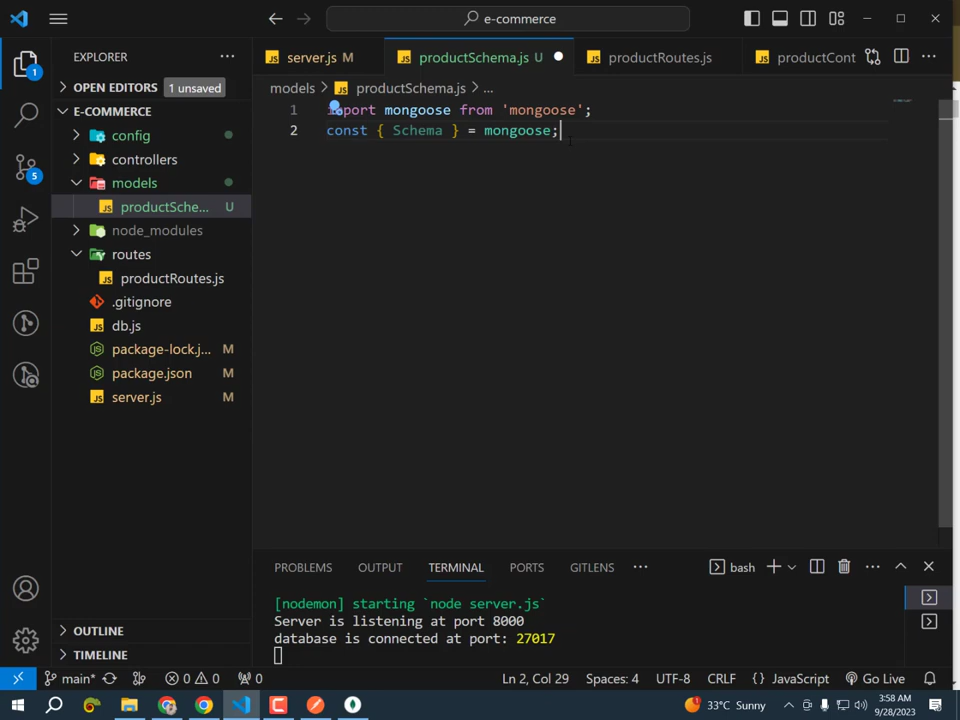 e-commerce
EXPLORER
server.js M
productSchema.js U
productRoutes.js
productCont
OPEN EDITORS 1 unsaved
models > productSchema.js > ...
E-COMMERCE
config
controllers
models
productSche... U
node_modules
routes
productRoutes.js
.gitignore
db.js
package-lock.j... M
package.json M
server.js M
OUTLINE
TIMELINE
1
5
1 import mongoose from 'mongoose';
2 const { Schema } = mongoose;
PROBLEMS OUTPUT TERMINAL PORTS GITLENS ... bash
[nodemon] starting `node server.js`
Server is listening at port 8000
database is connected at port: 27017
main* 0 0 0 Ln 2, Col 29 Spaces: 4 UTF-8 CRLF {} JavaScript Go Live
33°C Sunny
3:58 AM
9/28/2023